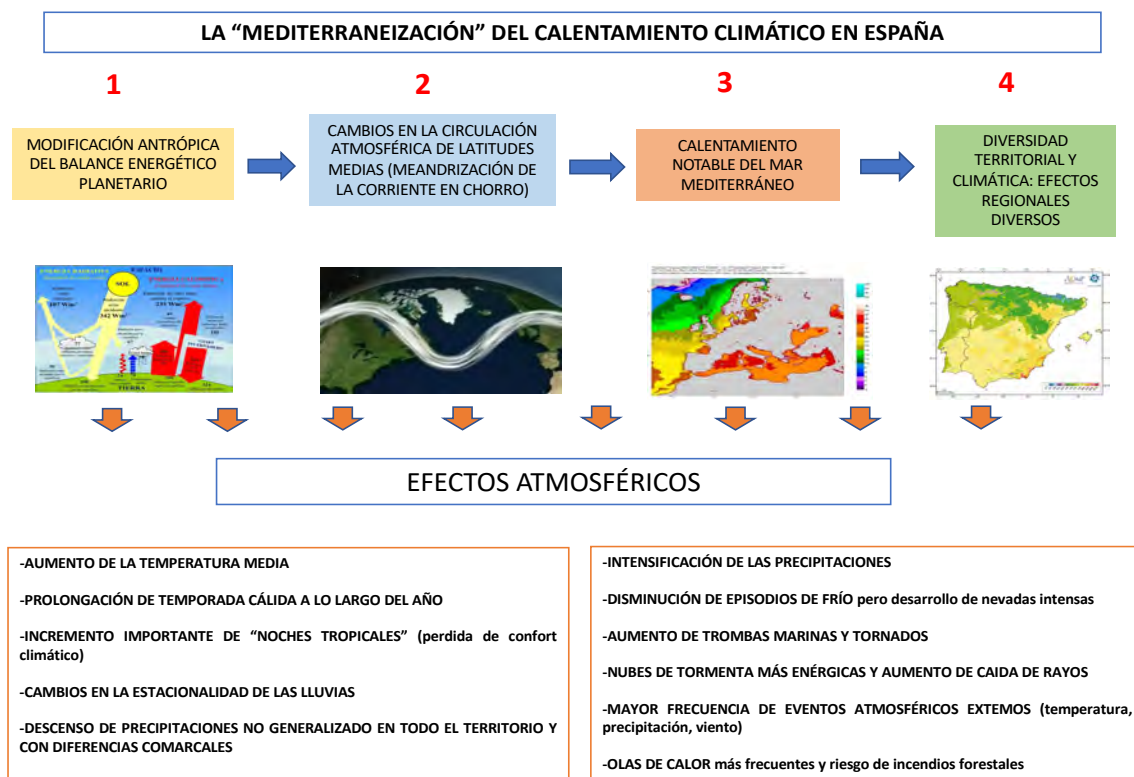 LA “MEDITERRANEIZACIÓN” DEL CALENTAMIENTO CLIMÁTICO EN ESPAÑA
1
2
3
4
MODIFICACIÓN ANTRÓPICA
DEL BALANCE ENERGÉTICO
PLANETARIO
CAMBIOS EN LA CIRCULACIÓN
ATMOSFÉRICA DE LATITUDES
MEDIAS (MEANDRIZACIÓN DE
LA CORRIENTE EN CHORRO)
CALENTAMIENTO
NOTABLE DEL MAR
MEDITERRÁNEO
DIVERSIDAD
TERRITORIAL Y
CLIMÁTICA: EFECTOS
REGIONALES
DIVERSOS
SOL
TIERRA
EFECTOS ATMOSFÉRICOS
-AUMENTO DE LA TEMPERATURA MEDIA
-PROLONGACIÓN DE TEMPORADA CÁLIDA A LO LARGO DEL AÑO
-INCREMENTO IMPORTANTE DE “NOCHES TROPICALES” (perdida de confort
climático)
-CAMBIOS EN LA ESTACIONALIDAD DE LAS LLUVIAS
-DESCENSO DE PRECIPITACIONES NO GENERALIZADO EN TODO EL TERRITORIO Y
CON DIFERENCIAS COMARCALES
-INTENSIFICACIÓN DE LAS PRECIPITACIONES
-DISMINUCIÓN DE EPISODIOS DE FRÍO pero desarrollo de nevadas intensas
-AUMENTO DE TROMBAS MARINAS Y TORNADOS
-NUBES DE TORMENTA MÁS ENÉRGICAS Y AUMENTO DE CAIDA DE RAYOS
-MAYOR FRECUENCIA DE EVENTOS ATMOSFÉRICOS EXTEMOS (temperatura,
precipitación, viento)
-OLAS DE CALOR más frecuentes y riesgo de incendios forestales